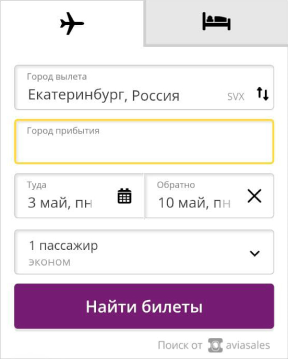 Город вылета
Екатеринбург, Россия SVX
Город прибытия
Туда Обратно
3 май, пн 10 май, пн
1 пассажир
эконом
Найти билеты
Поиск от aviasales